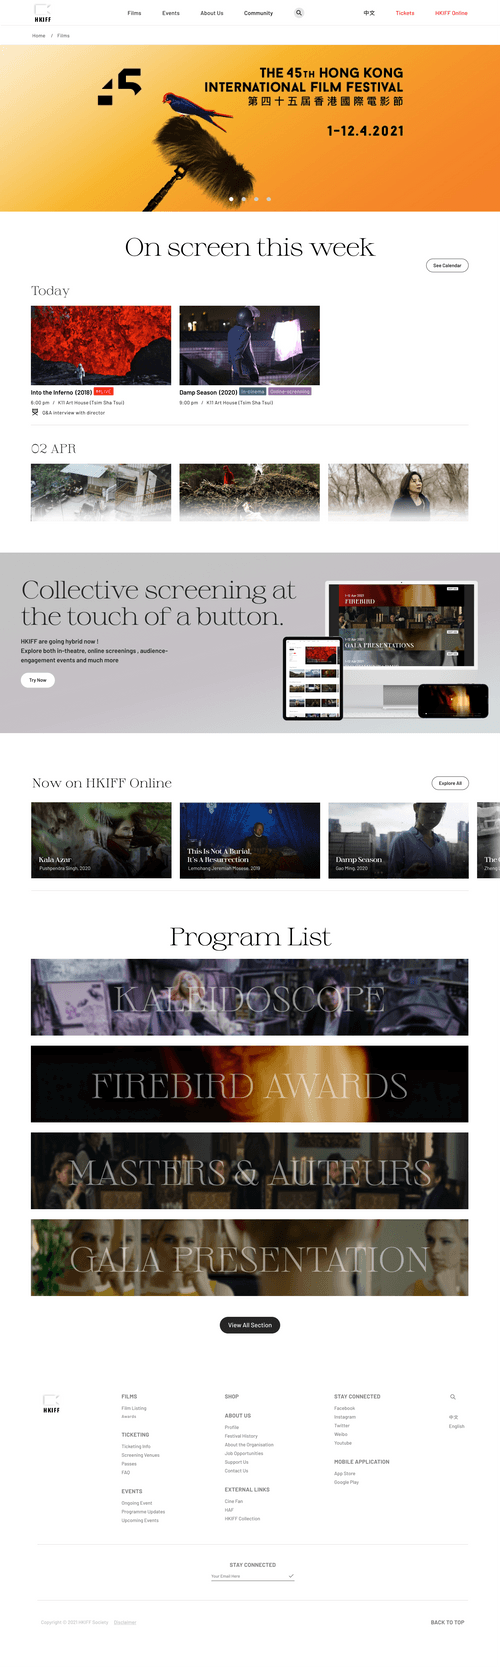 HKIFF
Films
Events
About Us
Community
中文
Tickets
HKIFF Online
Home / Films
45
THE 45TH HONG KONG
INTERNATIONAL FILM FESTIVAL
第四十五屆香港國際電影節
1-12.4.2021
On screen this week
See Calendar
Today
Into the Inferno (2018)
Damp Season (2020) In-cinema Online-screening
6:00 pm / K11 Art House (Tsim Sha Tsui)
9:00 pm / K11 Art House (Tsim Sha Tsui)
Q&A interview with director
02 APR
Collective screening at
the touch of a button.
HKIFF are going hybrid now !
Explore both in-theatre, online screenings , audience-
engagement events and much more
Try Now
FIREBIRD
GALA PRESENTATIONS
Now on HKIFF Online
Explore All
Kala Azar
Pushpendra Singh, 2020
This Is Not A Burial,
It's A Resurrection
Lemohang Jeremiah Mosese, 2019
Damp Season
Gao Ming, 2020
Program List
KALEIDOSCOPE
FIREBIRD AWARDS
MASTERS & AUTEURS
GALA PRESENTATION
View All Section
HKIFF
FILMS
Film Listing
Awards
TICKETING
Ticketing Info
Screening Venues
Passes
FAQ
EVENTS
Ongoing Event
Programme Updates
Upcoming Events
SHOP
ABOUT US
Profile
Festival History
About the Organisation
Job Opportunities
Support Us
Contact Us
EXTERNAL LINKS
Cine Fan
HAF
HKIFF Collection
STAY CONNECTED
Facebook
Instagram
Twitter
Weibo
Youtube
MOBILE APPLICATION
App Store
Google Play
中文
English
STAY CONNECTED
Your Email Here
Copyright © 2021 HKIFF Society
Disclaimer
BACK TO TOP